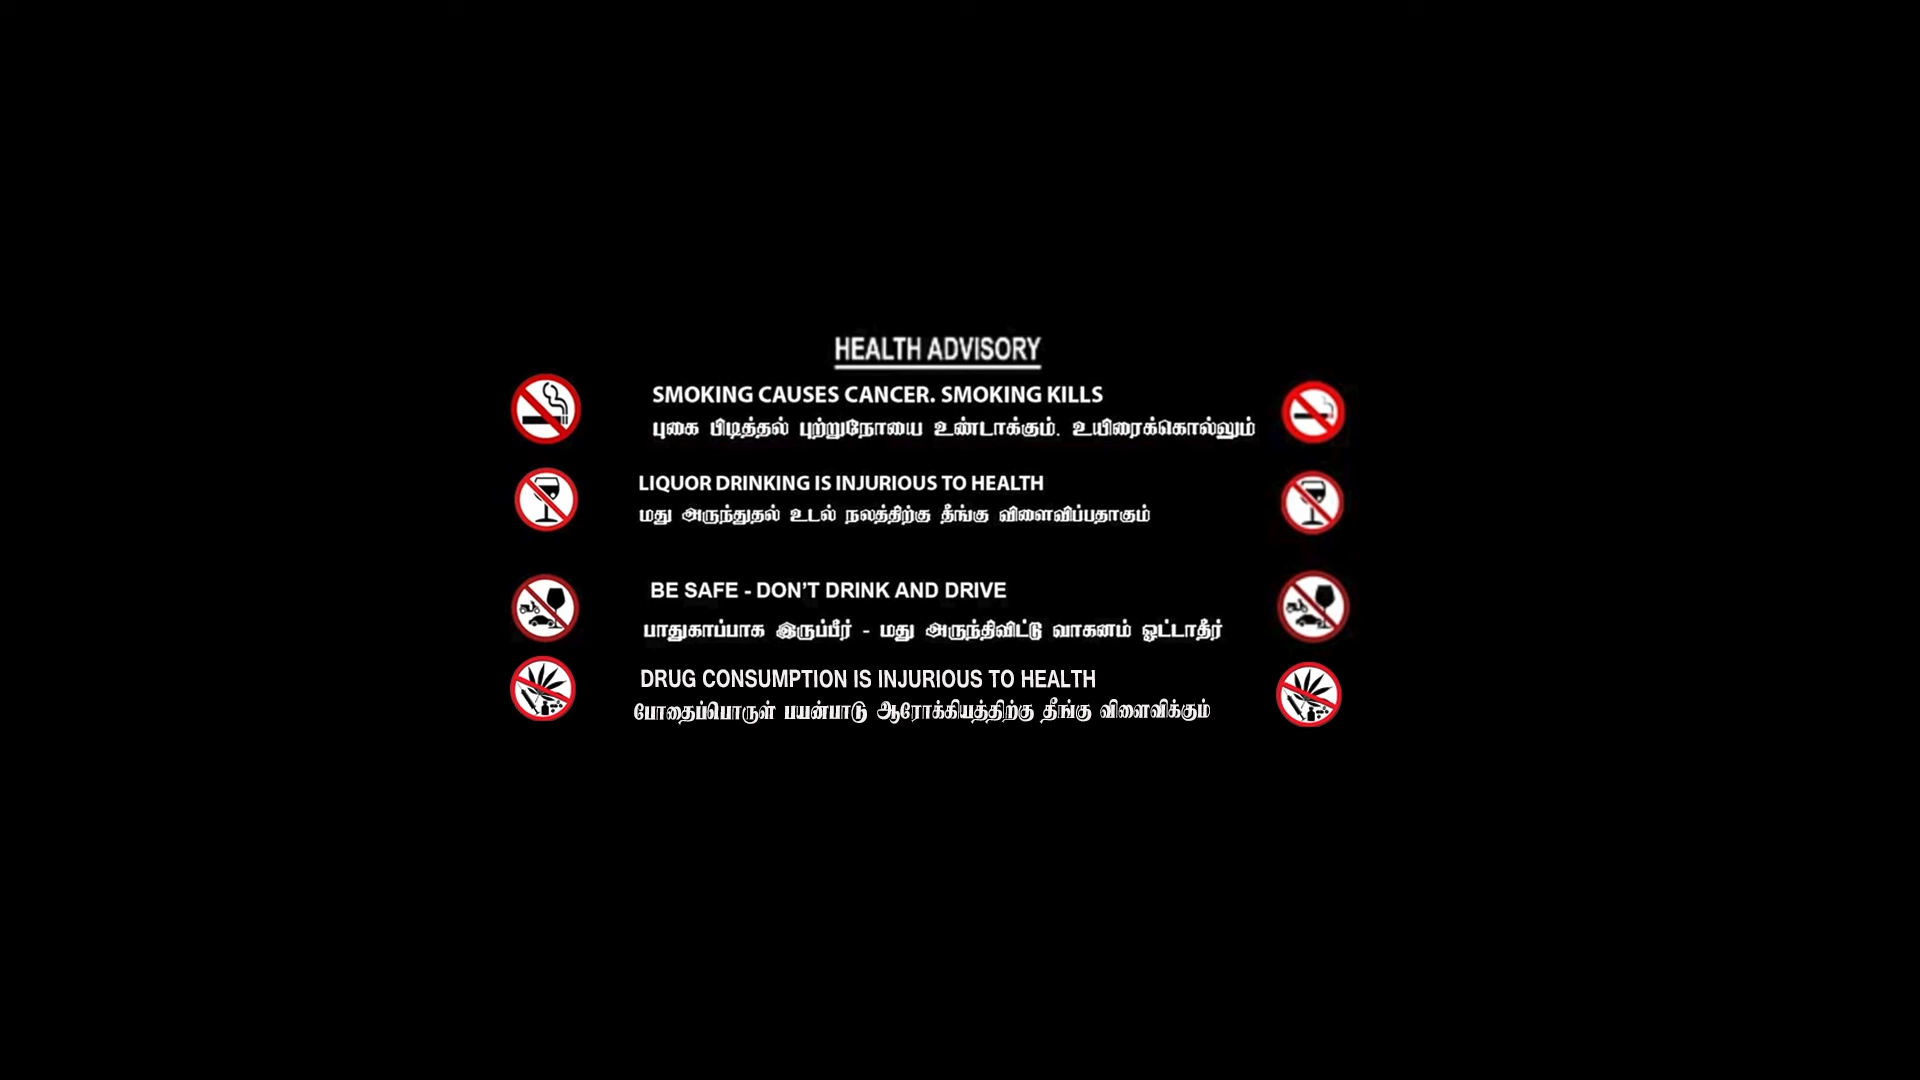 HEALTH ADVISORY
SMOKING CAUSES CANCER. SMOKING KILLS
புகை பிடித்தல் புற்றுநோயை உண்டாக்கும். உயிரைக்கொல்லும்
LIQUOR DRINKING IS INJURIOUS TO HEALTH
மது அருந்துதல் உடல் நலத்திற்கு தீங்கு விளைவிப்பதாகும்
BE SAFE - DON'T DRINK AND DRIVE
பாதுகாப்பாக இருப்பீர் - மது அருந்திவிட்டு வாகனம் ஓட்டாதீர்
DRUG CONSUMPTION IS INJURIOUS TO HEALTH
போதைப்பொருள் பயன்பாடு ஆரோக்கியத்திற்கு தீங்கு விளைவிக்கும்